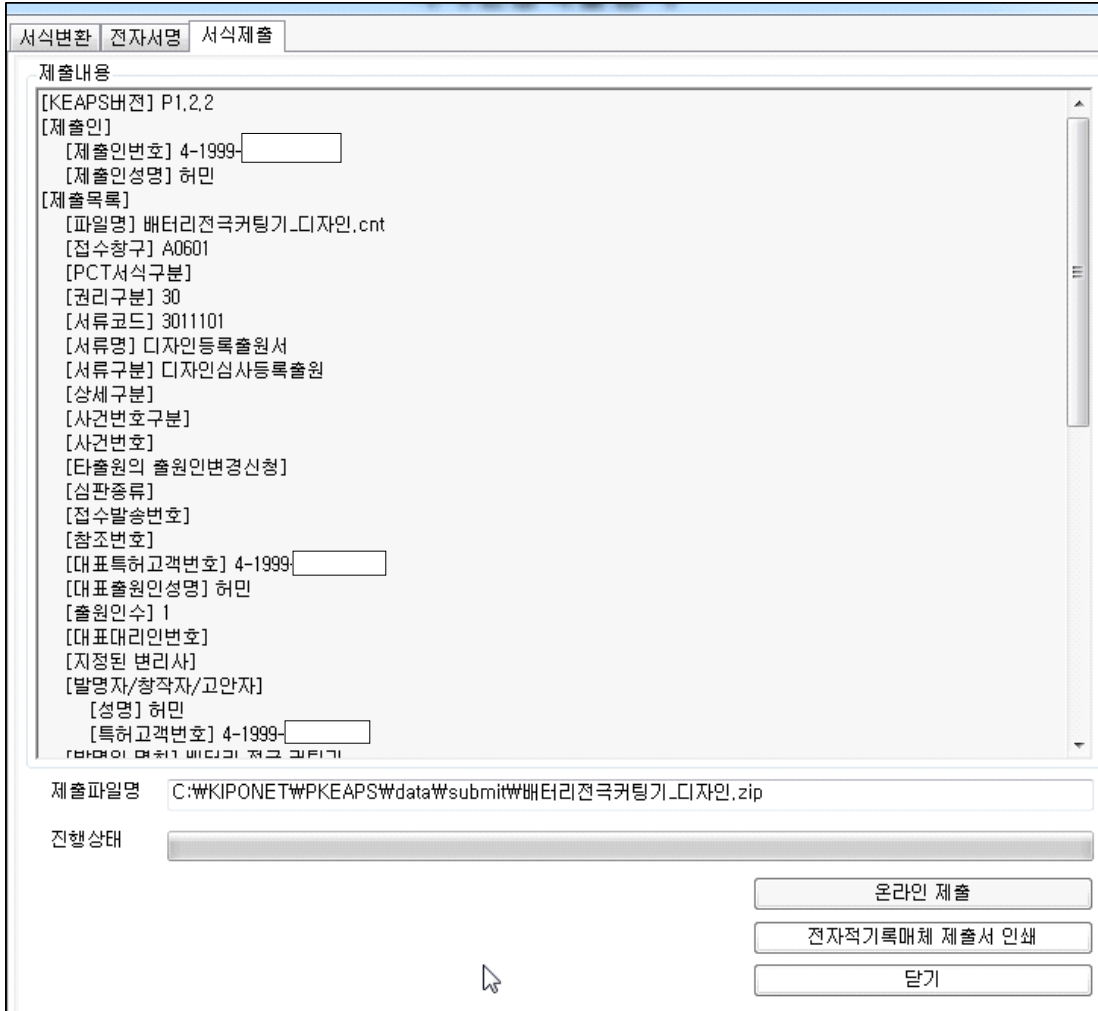 서식변환 전자서명 서식제출
제출내용
[KEAPS버전] P1,2,2
[제출인]
[제출인번호] 4-1999-
[제출인성명] 허민
[제출목록]
[파일명] 배터리전극커팅기_디자인,cnt
[접수창구] A0601
[PCT서식구분]
[권리구분] 30
[서류코드] 3011101
[서류명] 디자인등록출원서
[서류구분] 디자인심사등록출원
[상세구분]
[사건번호구분]
[사건번호]
[타출원의 출원인변경신청]
[심판종류]
[접수발송번호]
[참조번호]
[대표특허고객번호] 4-1999-
[대표출원인성명] 허민
[출원인수] 1
[대표대리인번호]
[지정된 변리사]
[발명자/창작자/고안자]
[성명] 허민
[특허고객번호] 4-1999-
제출파일명 C:₩KIPONET₩PKEAPS₩data₩submit₩배터리전극커팅기_디자인,zip
진행상태
온라인 제출
전자적기록매체 제출서 인쇄
닫기